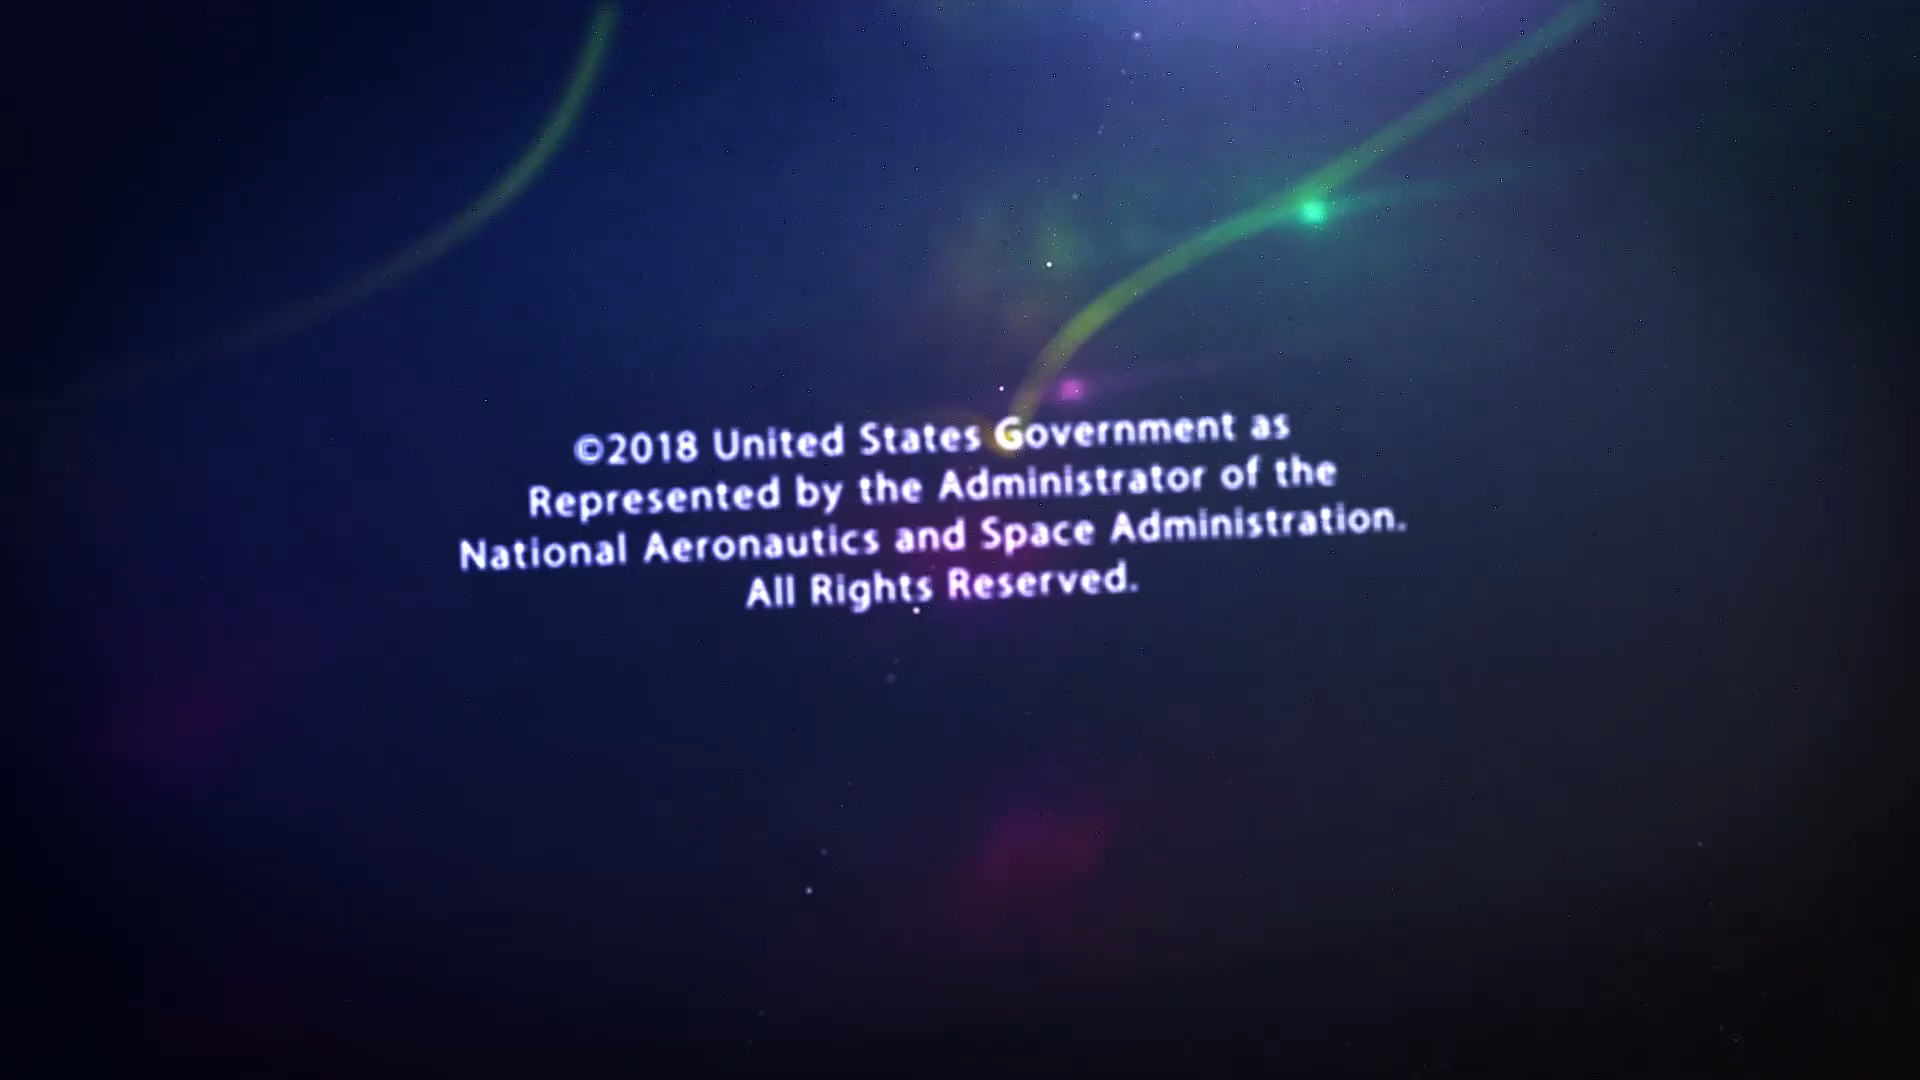 ©2018 United States Government as
Represented by the Administrator of the
National Aeronautics and Space Administration.
All Rights Reserved.